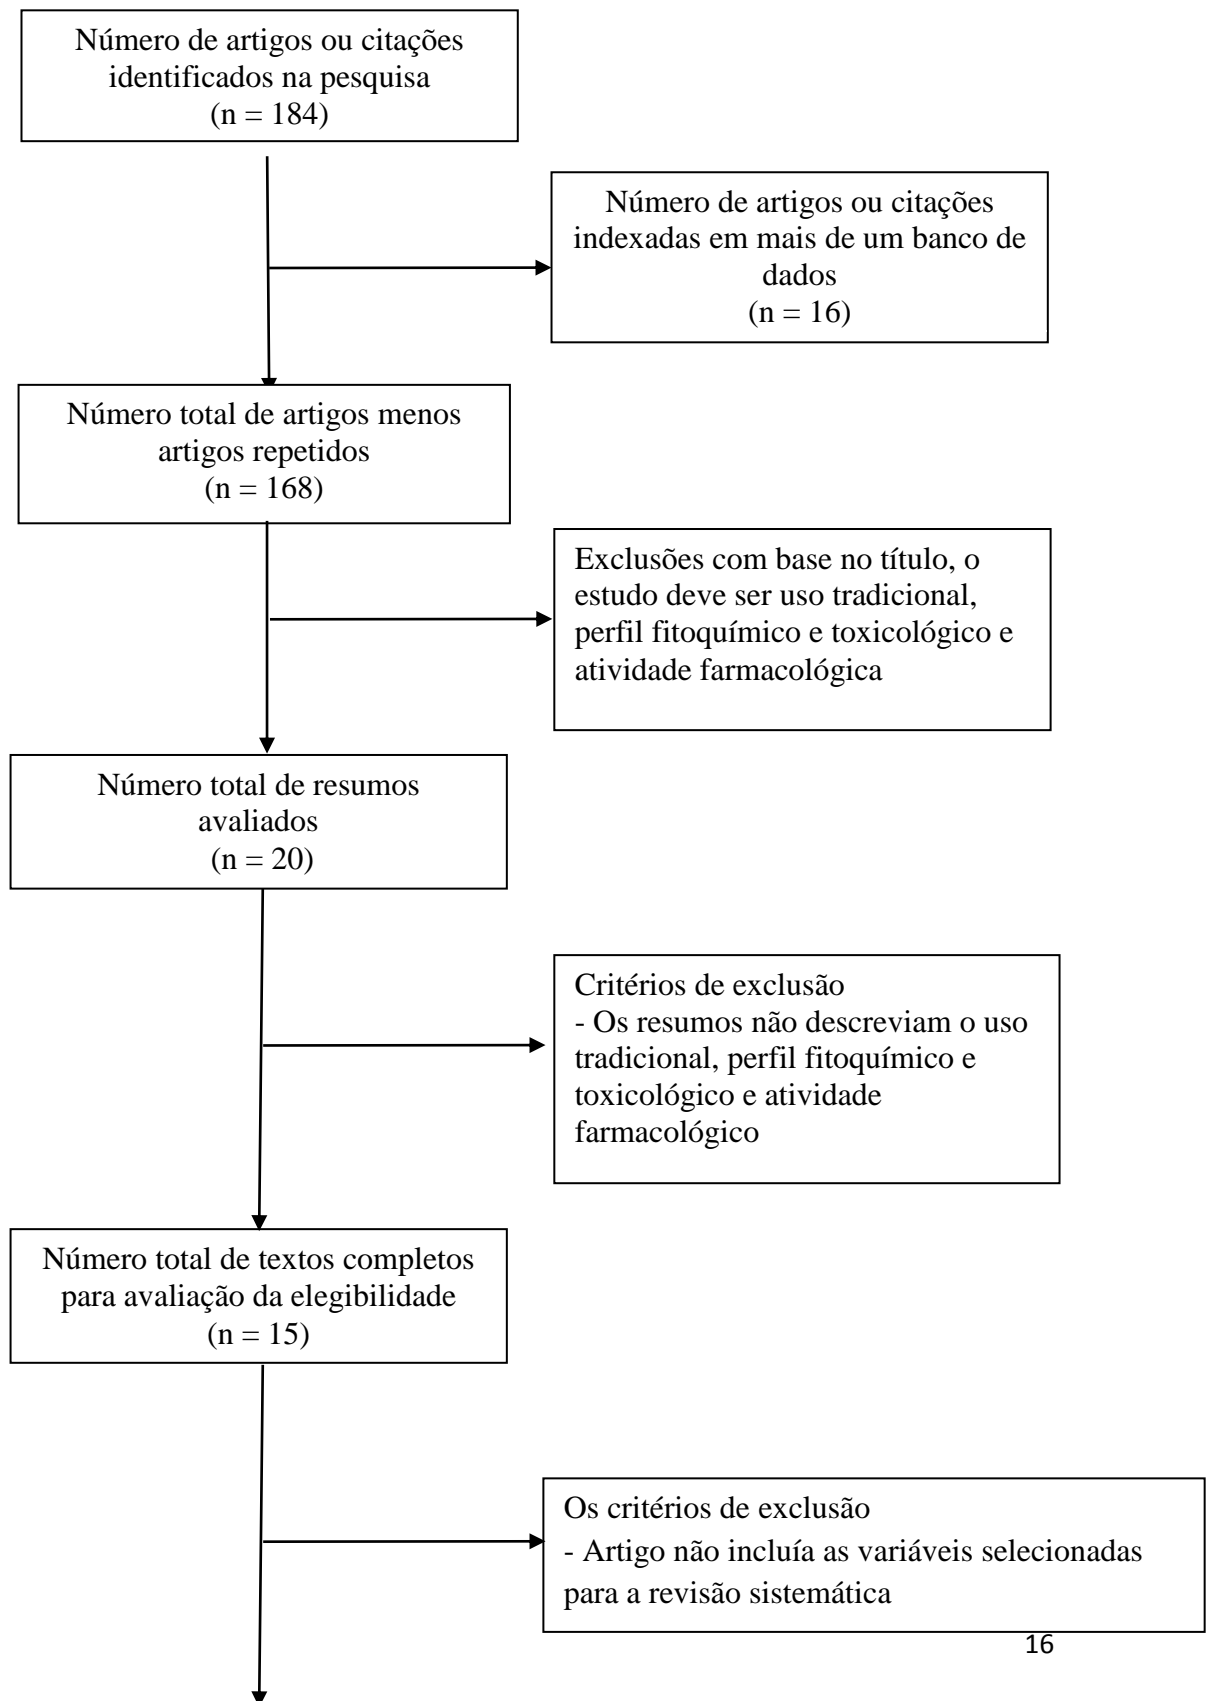 Número de artigos ou citações
identificados na pesquisa
(n = 184)
Número de artigos ou citações
indexadas em mais de um banco de
dados
(n = 16)
Número total de artigos menos
artigos repetidos
(n = 168)
Exclusões com base no título, o
estudo deve ser uso tradicional,
perfil fitoquímico e toxicológico e
atividade farmacológica
Número total de resumos
avaliados
(n = 20)
Critérios de exclusão
- Os resumos não descreviam o uso
tradicional, perfil fitoquímico e
toxicológico e atividade
farmacológico
Número total de textos completos
para avaliação da elegibilidade
(n = 15)
Os critérios de exclusão
- Artigo não incluía as variáveis selecionadas
para a revisão sistemática
16